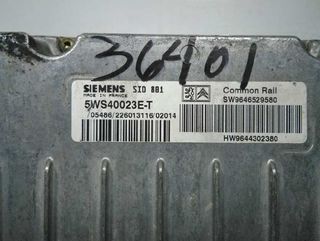 36401
SIEMENS SID 801
MADE IN FRANCE
5WS40023E-T
/05486/226013116/02014
Common Rail
SW9646529580
HW9644302380